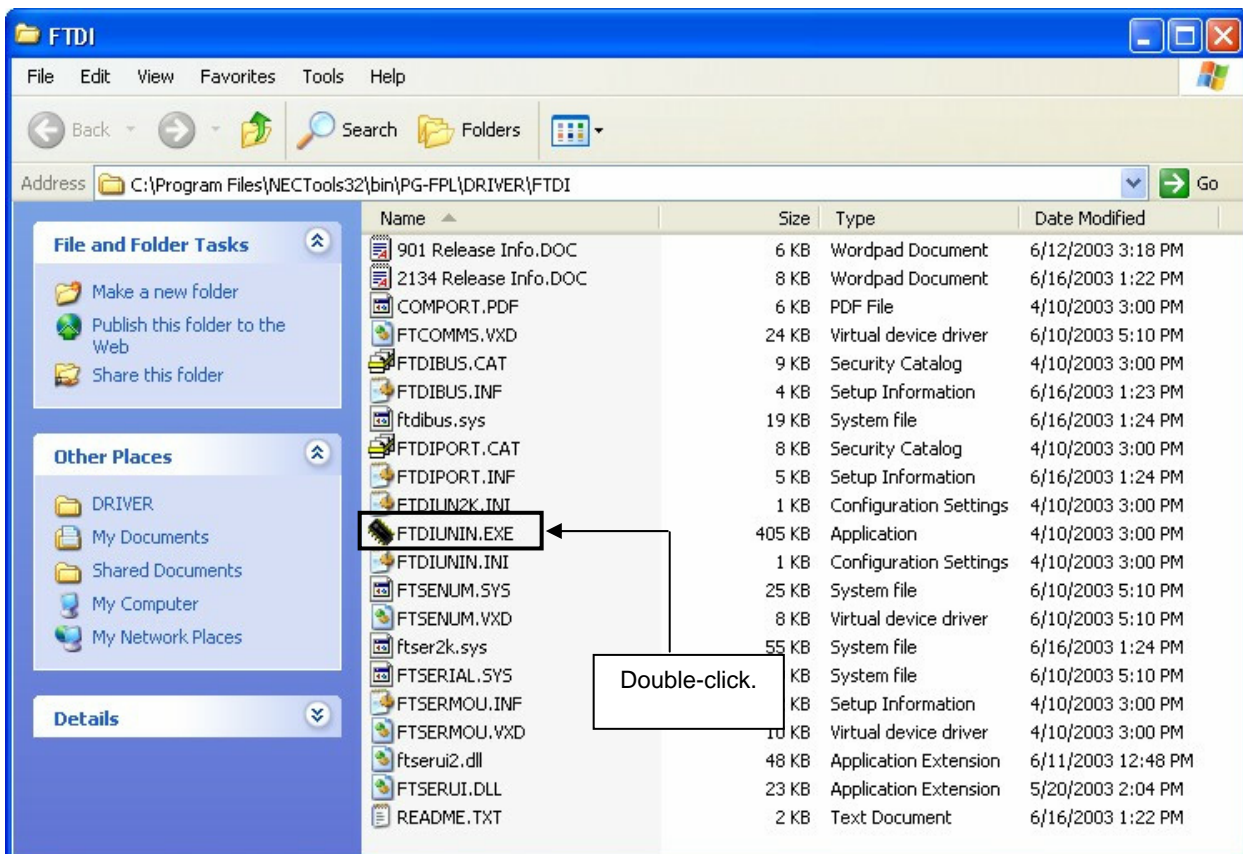 FTDI
File Edit View Favorites Tools Help
Back Search Folders
Address C:\Program Files\NECTools32\bin\PG-FPL\DRIVER\FTDI Go
File and Folder Tasks
Make a new folder
Publish this folder to the
Web
Share this folder
Other Places
DRIVER
My Documents
Shared Documents
My Computer
My Network Places
Details
Name Size Type Date Modified
901 Release Info.DOC 6 KB Wordpad Document 6/12/2003 3:18 PM
2134 Release Info.DOC 8 KB Wordpad Document 6/16/2003 1:22 PM
COMPORT.PDF 6 KB PDF File 4/10/2003 3:00 PM
FTCOMMS.VXD 24 KB Virtual device driver 6/10/2003 5:10 PM
FTDIBUS.CAT 9 KB Security Catalog 4/10/2003 3:00 PM
FTDIBUS.INF 4 KB Setup Information 6/16/2003 1:23 PM
ftdibus.sys 19 KB System file 6/16/2003 1:24 PM
FTDIPORT.CAT 8 KB Security Catalog 4/10/2003 3:00 PM
FTDIPORT.INF 5 KB Setup Information 6/16/2003 1:24 PM
FTDIUN2K.INI 1 KB Configuration Settings 4/10/2003 3:00 PM
FTDIUNIN.EXE 405 KB Application 4/10/2003 3:00 PM
FTDIUNIN.INI 1 KB Configuration Settings 4/10/2003 3:00 PM
FTSENUM.SYS 25 KB System file 6/10/2003 5:10 PM
FTSENUM.VXD 8 KB Virtual device driver 6/10/2003 5:10 PM
ftser2k.sys 55 KB System file 6/16/2003 1:24 PM
FTSERIAL.SYS KB System file 6/10/2003 5:10 PM
FTSERMOU.INF KB Setup Information 4/10/2003 3:00 PM
FTSERMOU.VXD 10 KB Virtual device driver 4/10/2003 3:00 PM
ftserui2.dll 48 KB Application Extension 6/11/2003 12:48 PM
FTSERUI.DLL 23 KB Application Extension 5/20/2003 2:04 PM
README.TXT 2 KB Text Document 6/16/2003 1:22 PM
Double-click.